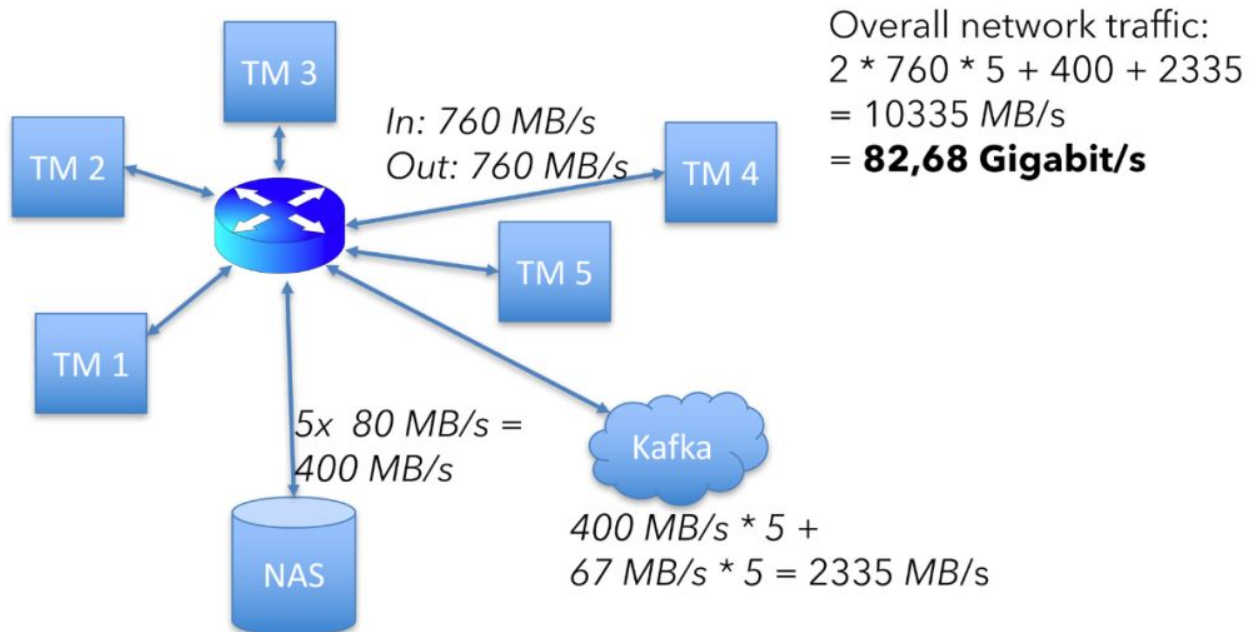 Overall network traffic:
2 * 760 * 5 + 400 + 2335
= 10335 MB/s
= 82,68 Gigabit/s
TM 3
In: 760 MB/s
Out: 760 MB/s
TM 2
TM 4
TM 5
TM 1
5x 80 MB/s =
400 MB/s
Kafka
400 MB/s * 5 +
67 MB/s * 5 = 2335 MB/s
NAS